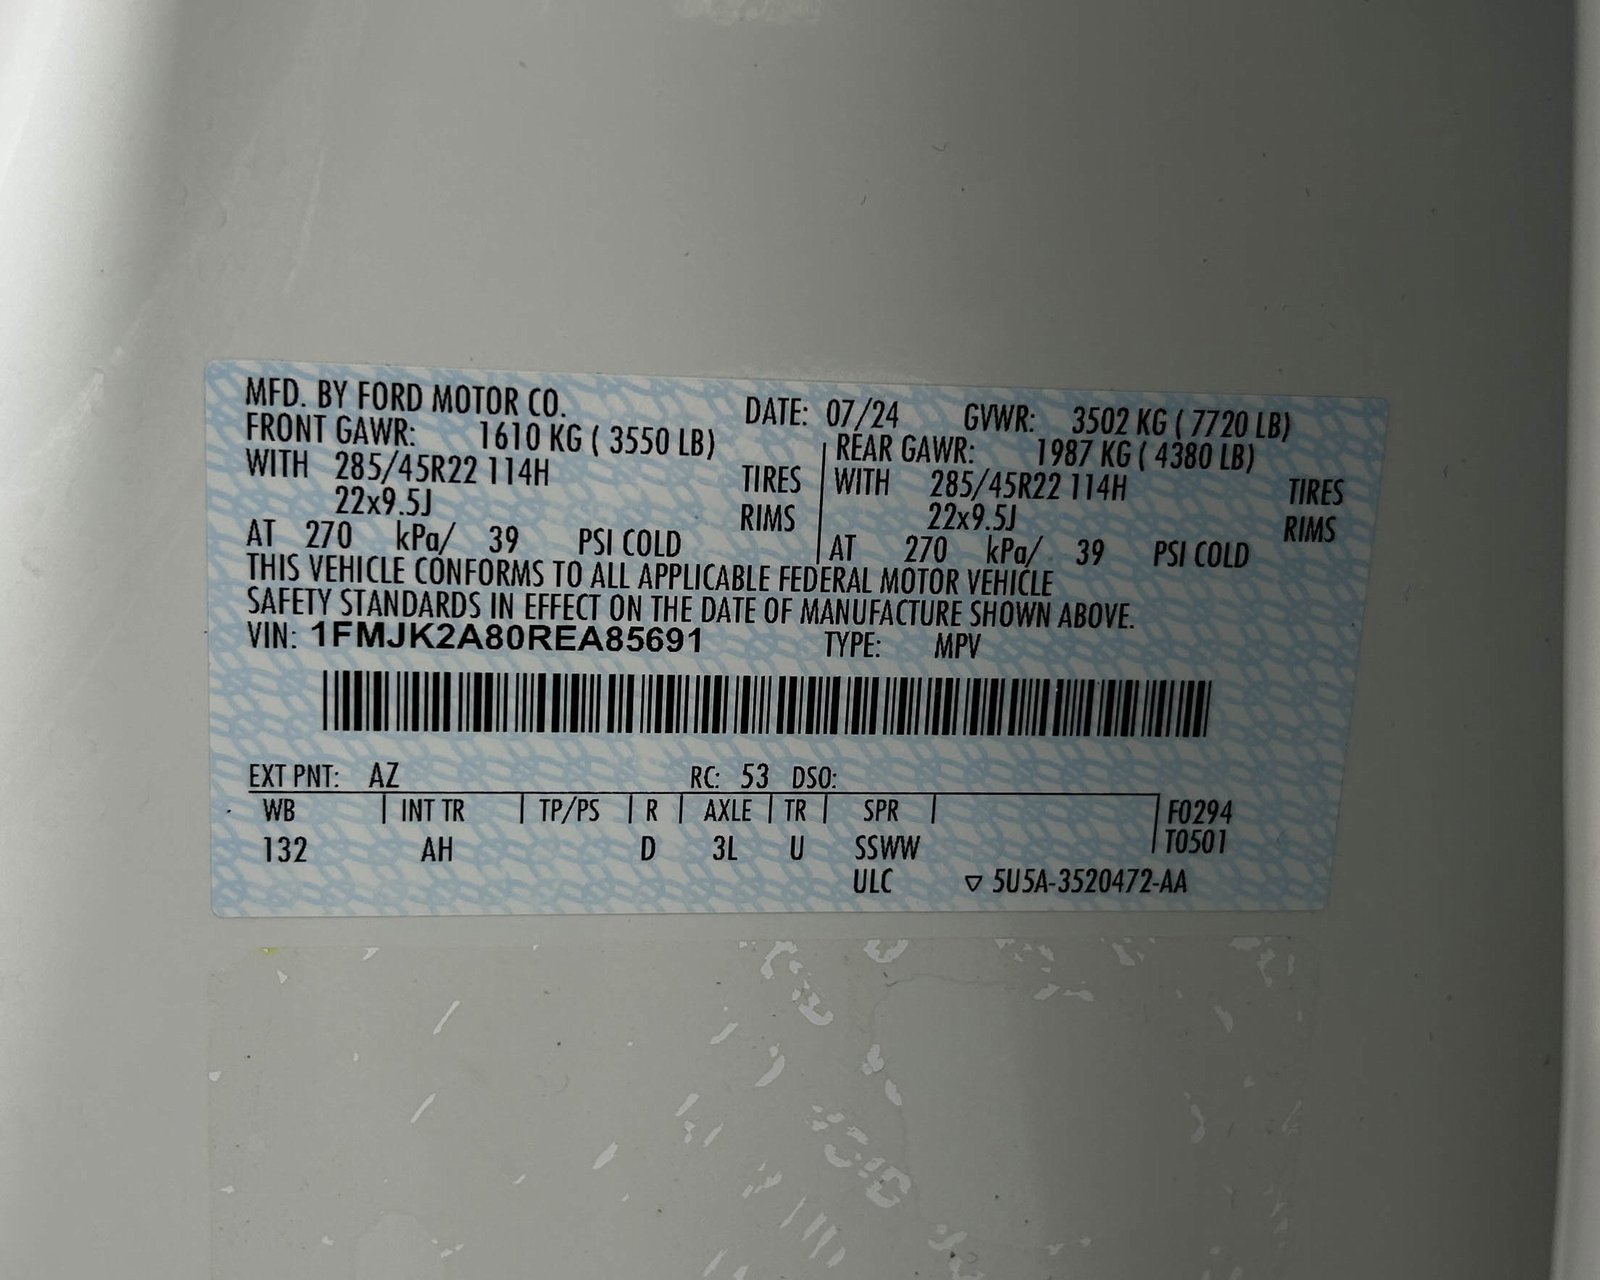 MFD. BY FORD MOTOR CO.
DATE: 07/24 GVWR: 3502 KG ( 7720 LB)
FRONT GAWR: 1610 KG ( 3550 LB)
WITH 285/45R22 114H TIRES
22x9.5J RIMS
AT 270 kPa/ 39 PSI COLD
REAR GAWR: 1987 KG ( 4380 LB)
WITH 285/45R22 114H TIRES
22x9.5J RIMS
AT 270 kPa/ 39 PSI COLD
THIS VEHICLE CONFORMS TO ALL APPLICABLE FEDERAL MOTOR VEHICLE
SAFETY STANDARDS IN EFFECT ON THE DATE OF MANUFACTURE SHOWN ABOVE.
VIN: 1FMJK2A80REA85691 TYPE: MPV
EXT PNT: AZ RC: 53 DSO:
WB INT TR TP/PS R AXLE TR SPR F0294
132 AH D 3L U SSWW T0501
ULC ▽ 5U5A-3520472-AA